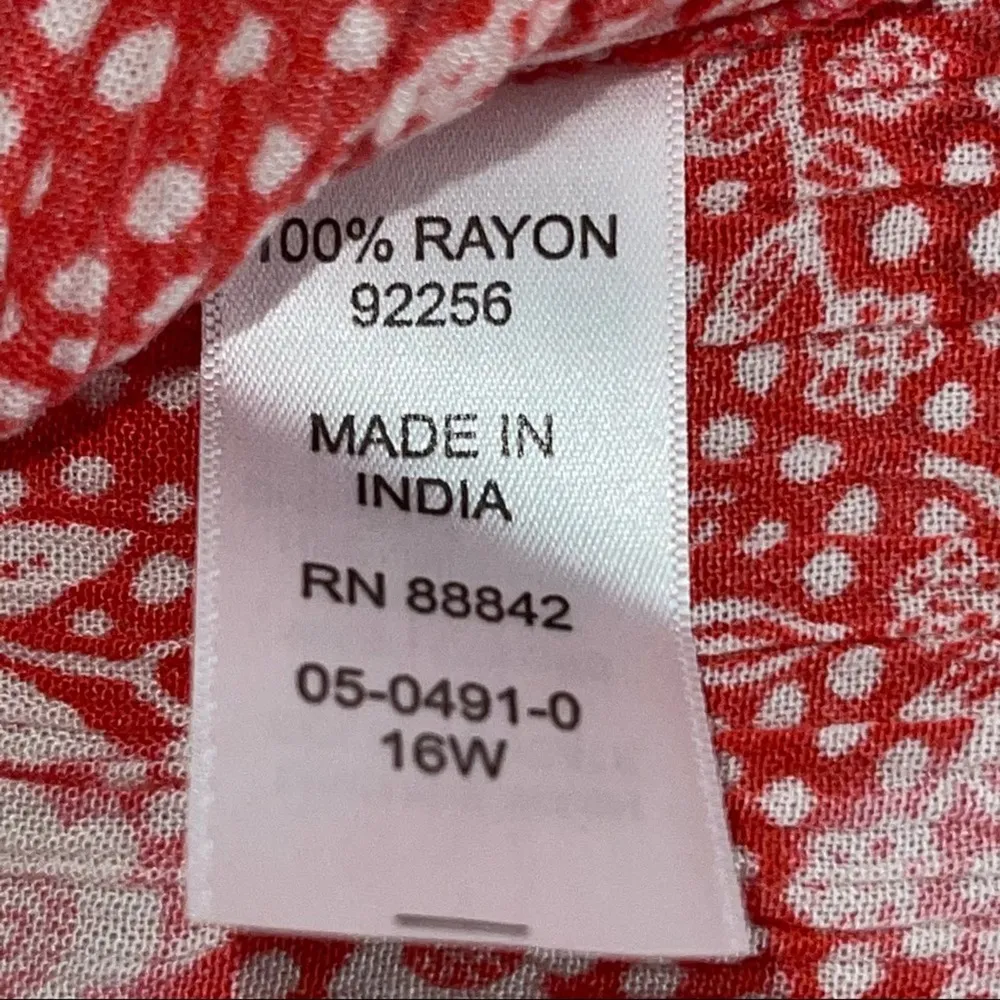 100% RAYON
92256
MADE IN
INDIA
RN 88842
05-0491-0
16W